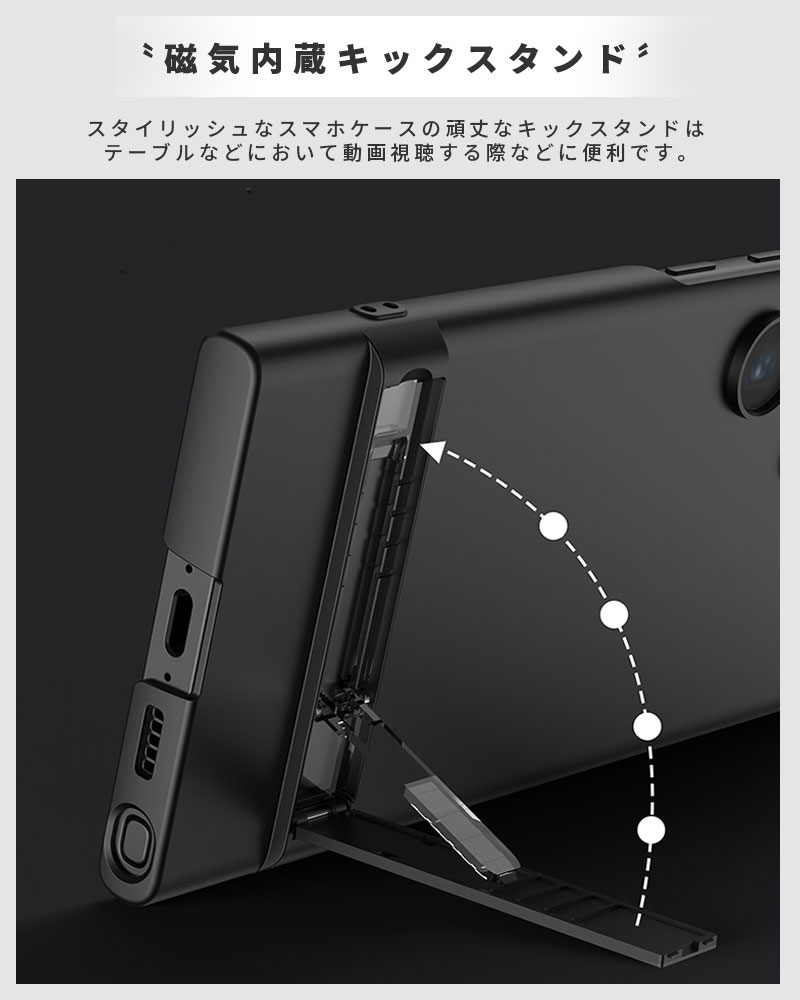 〝磁気内蔵キックスタンド〞
スタイリッシュなスマホケースの頑丈なキックスタンドは
テーブルなどにおいて動画視聴する際などに便利です。